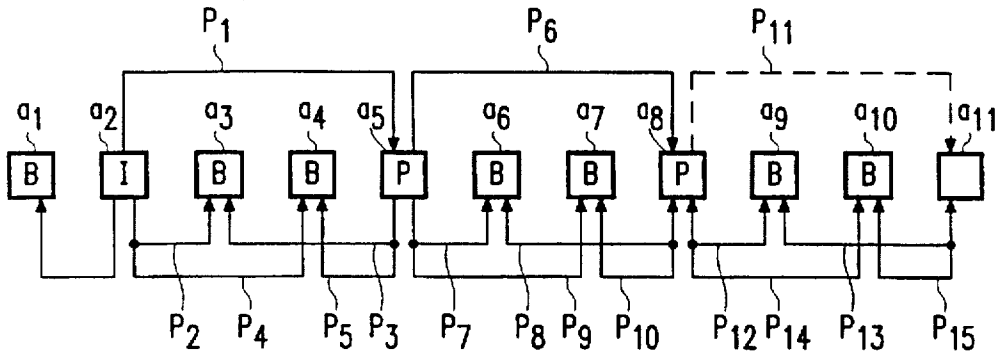 P1 P6 P11
a1 a2 a3 a4 a5 a6 a7 a8 a9 a10 a11
B I B B P B B P B B
P2 P4 P5 P3 P7 P8 P9 P10 P12 P14 P13 P15